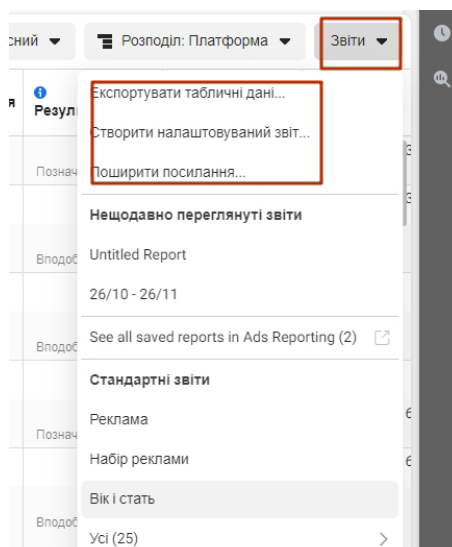 сний
Розподіл: Платформа
Звіти
я
Резул
Експортувати табличні дані...
Створити налаштовуваний звіт...
Познач
Поширити посилання...
Нещодавно переглянуті звіти
Untitled Report
Вподоб
26/10 - 26/11
See all saved reports in Ads Reporting (2)
Вподоб
Стандартні звіти
Реклама
Познач
Набір реклами
Вік і стать
Вподоб
Усі (25)